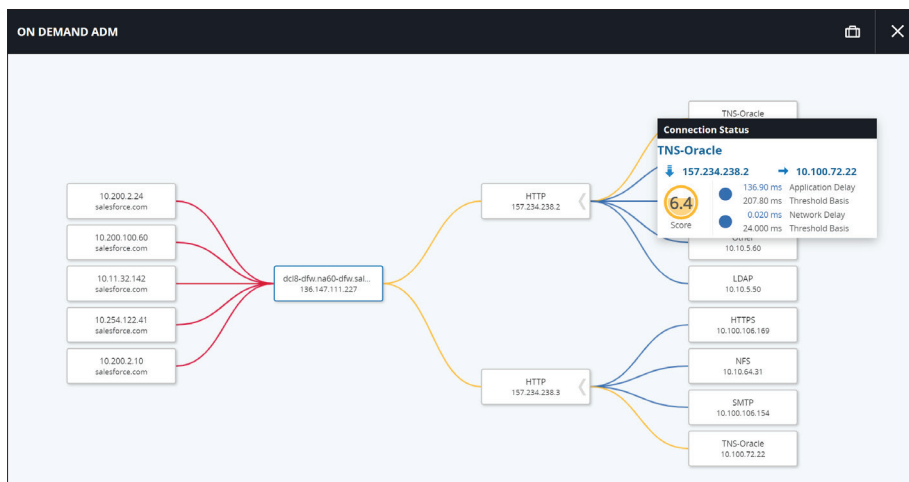 ON DEMAND ADM
TNS-Oracle
Connection Status
TNS-Oracle
157.234.238.2
10.100.72.22
6.4
Score
136.90 ms Application Delay
207.80 ms Threshold Basis
0.020 ms Network Delay
24.000 ms Threshold Basis
10.200.2.24
salesforce.com
10.200.100.60
salesforce.com
10.11.32.142
salesforce.com
10.254.122.41
salesforce.com
10.200.2.10
salesforce.com
dcl8-dfw.na60-dfw.sal...
136.147.111.227
HTTP
157.234.238.2
HTTP
157.234.238.3
Other
10.10.5.60
LDAP
10.10.5.50
HTTPS
10.100.106.169
NFS
10.10.64.31
SMTP
10.100.106.154
TNS-Oracle
10.100.72.22